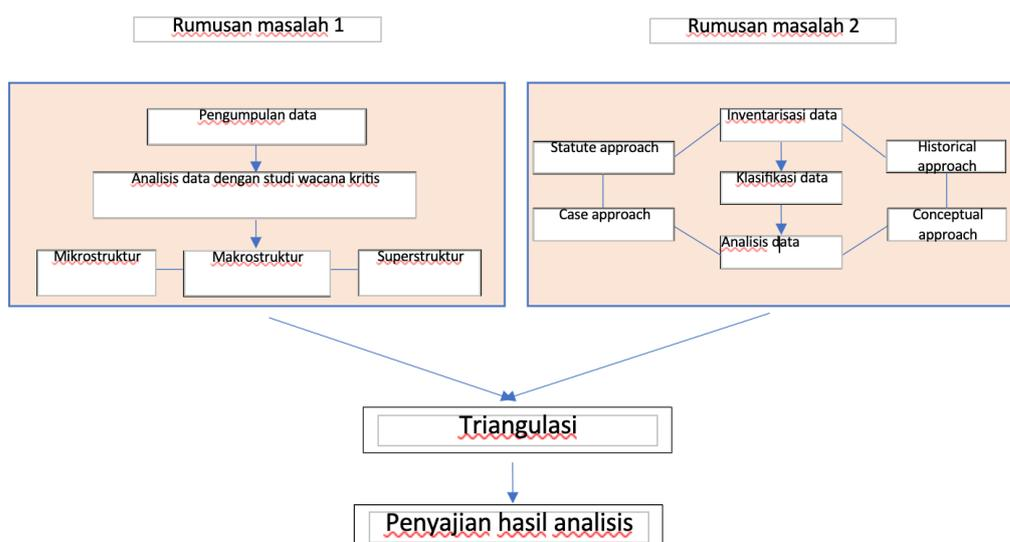 Rumusan masalah 1
Rumusan masalah 2
Pengumpulan data
Analisis data dengan studi wacana kritis
Mikrostruktur
Makrostruktur
Superstruktur
Inventarisasi data
Statute approach
Historical
approach
Klasifikasi data
Case approach
Conceptual
approach
Analisis data
Triangulasi
Penyajian hasil analisis